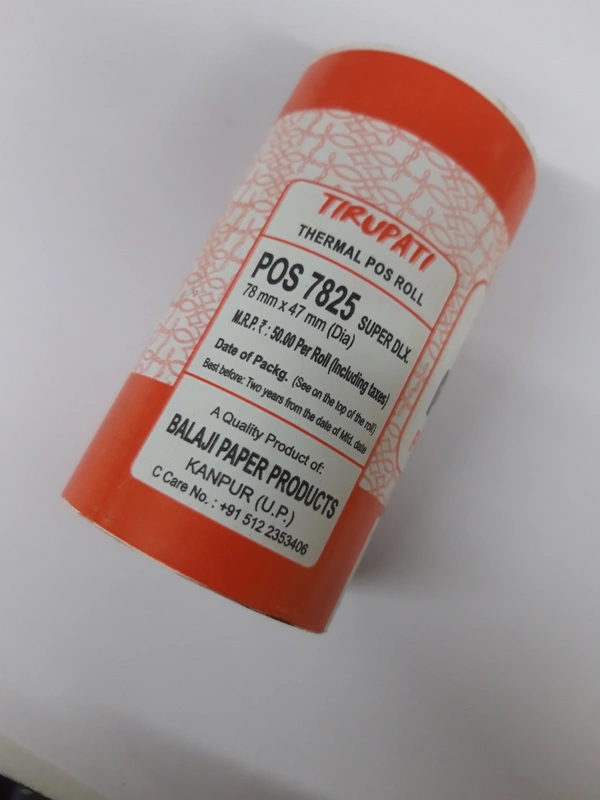 TIRUPATI
THERMAL POS ROLL
POS 7825 SUPER DLX.
78 mm x 47 mm (Dia)
M.R.P. ₹ : 50.00 Per Roll (Including taxes)
Date of Packg. (See on the top of the roll)
Best before: Two years from the date of Mfd. date
A Quality Product of:
BALAJI PAPER PRODUCTS
KANPUR (U.P.)
C Care No. : +91 512 2353406